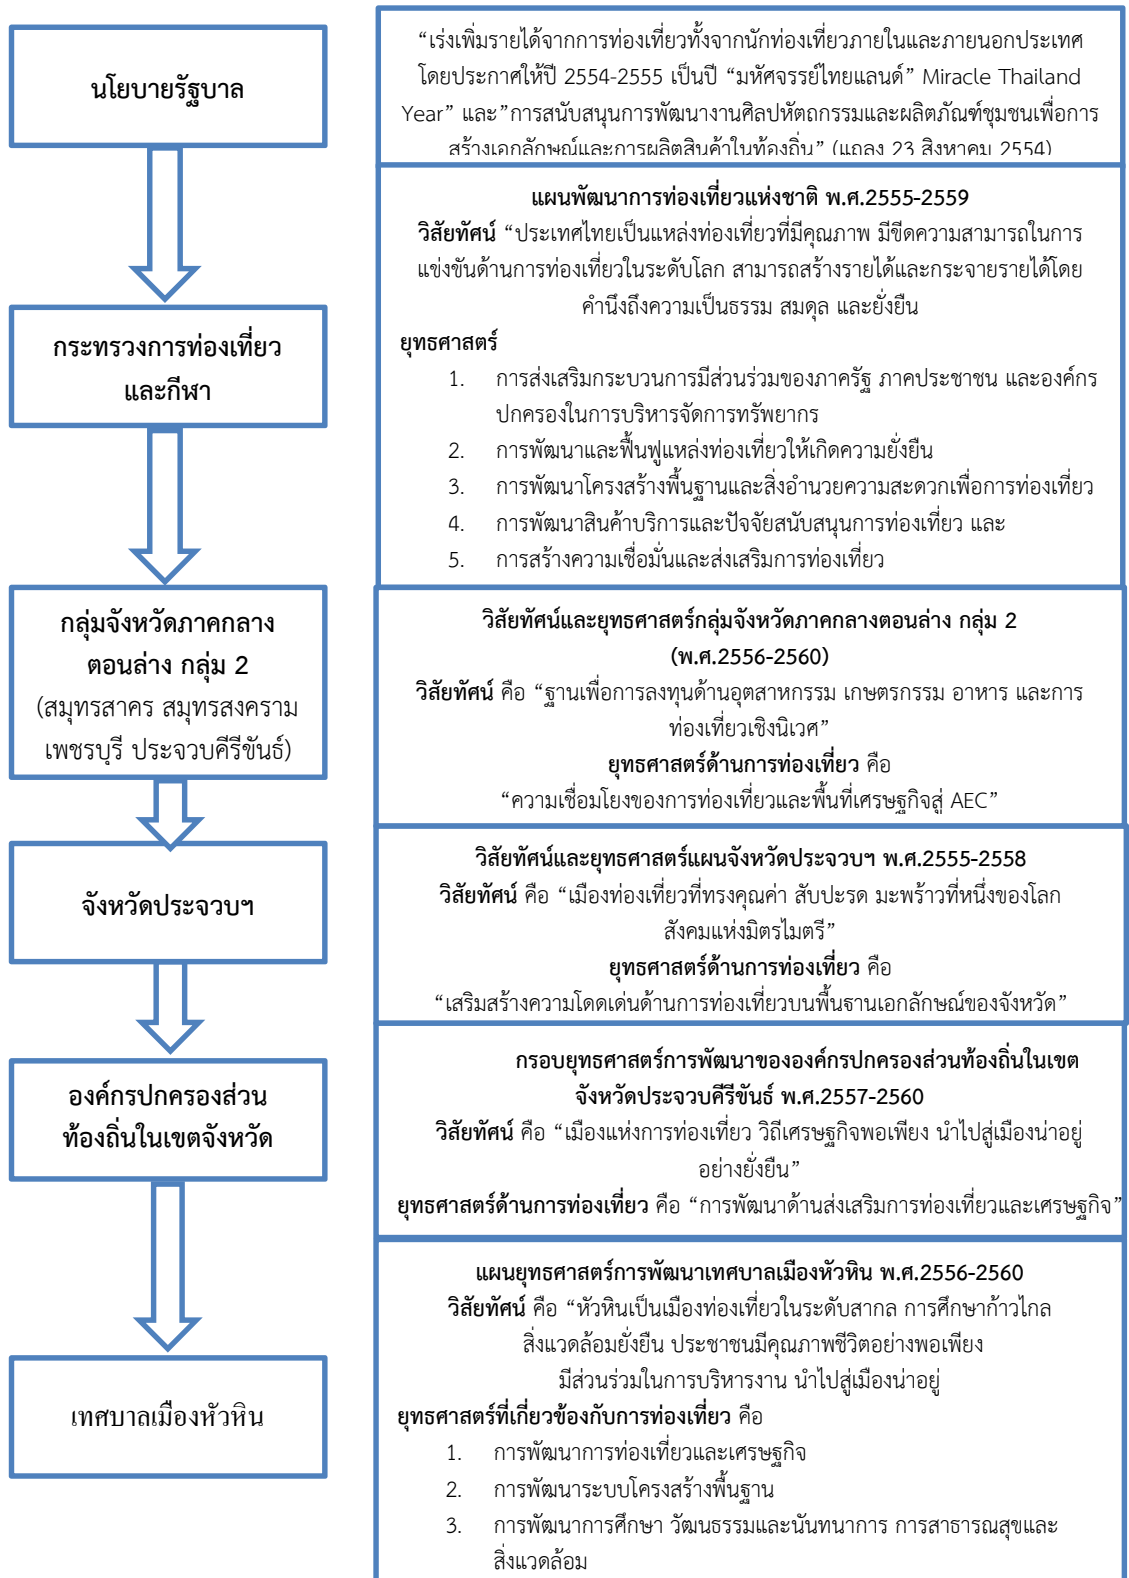 นโยบายรัฐบาล
“เร่งเพิ่มรายได้จากการท่องเที่ยวทั้งจากนักท่องเที่ยวภายในและภายนอกประเทศ
โดยประกาศให้ปี 2554-2555 เป็นปี “มหัศจรรย์ไทยแลนด์” Miracle Thailand
Year” และ”การสนับสนุนการพัฒนางานศิลปหัตถกรรมและผลิตภัณฑ์ชุมชนเพื่อการ
สร้างเอกลักษณ์และการผลิตสินค้าในท้องถิ่น” (แถลง 23 สิงหาคม 2554)
กระทรวงการท่องเที่ยว
และกีฬา
แผนพัฒนาการท่องเที่ยวแห่งชาติ พ.ศ.2555-2559
วิสัยทัศน์ “ประเทศไทยเป็นแหล่งท่องเที่ยวที่มีคุณภาพ มีขีดความสามารถในการ
แข่งขันด้านการท่องเที่ยวในระดับโลก สามารถสร้างรายได้และกระจายรายได้โดย
คำนึงถึงความเป็นธรรม สมดุล และยั่งยืน
ยุทธศาสตร์
1. การส่งเสริมกระบวนการมีส่วนร่วมของภาครัฐ ภาคประชาชน และองค์กร
ปกครองในการบริหารจัดการทรัพยากร
2. การพัฒนาและฟื้นฟูแหล่งท่องเที่ยวให้เกิดความยั่งยืน
3. การพัฒนาโครงสร้างพื้นฐานและสิ่งอำนวยความสะดวกเพื่อการท่องเที่ยว
4. การพัฒนาสินค้าบริการและปัจจัยสนับสนุนการท่องเที่ยว และ
5. การสร้างความเชื่อมั่นและส่งเสริมการท่องเที่ยว
กลุ่มจังหวัดภาคกลาง
ตอนล่าง กลุ่ม 2
(สมุทรสาคร สมุทรสงคราม
เพชรบุรี ประจวบคีรีขันธ์)
วิสัยทัศน์และยุทธศาสตร์กลุ่มจังหวัดภาคกลางตอนล่าง กลุ่ม 2
(พ.ศ.2556-2560)
วิสัยทัศน์ คือ “ฐานเพื่อการลงทุนด้านอุตสาหกรรม เกษตรกรรม อาหาร และการ
ท่องเที่ยวเชิงนิเวศ”
ยุทธศาสตร์ด้านการท่องเที่ยว คือ
“ความเชื่อมโยงของการท่องเที่ยวและพื้นที่เศรษฐกิจสู่ AEC”
จังหวัดประจวบฯ
วิสัยทัศน์และยุทธศาสตร์แผนจังหวัดประจวบฯ พ.ศ.2555-2558
วิสัยทัศน์ คือ “เมืองท่องเที่ยวที่ทรงคุณค่า สับปะรด มะพร้าวที่หนึ่งของโลก
สังคมแห่งมิตรไมตรี”
ยุทธศาสตร์ด้านการท่องเที่ยว คือ
“เสริมสร้างความโดดเด่นด้านการท่องเที่ยวบนพื้นฐานเอกลักษณ์ของจังหวัด”
องค์กรปกครองส่วน
ท้องถิ่นในเขตจังหวัด
กรอบยุทธศาสตร์การพัฒนาขององค์กรปกครองส่วนท้องถิ่นในเขต
จังหวัดประจวบคีรีขันธ์ พ.ศ.2557-2560
วิสัยทัศน์ คือ “เมืองแห่งการท่องเที่ยว วิถีเศรษฐกิจพอเพียง นำไปสู่เมืองน่าอยู่
อย่างยั่งยืน”
ยุทธศาสตร์ด้านการท่องเที่ยว คือ “การพัฒนาด้านส่งเสริมการท่องเที่ยวและเศรษฐกิจ”
เทศบาลเมืองหัวหิน
แผนยุทธศาสตร์การพัฒนาเทศบาลเมืองหัวหิน พ.ศ.2556-2560
วิสัยทัศน์ คือ “หัวหินเป็นเมืองท่องเที่ยวในระดับสากล การศึกษาก้าวไกล
สิ่งแวดล้อมยั่งยืน ประชาชนมีคุณภาพชีวิตอย่างพอเพียง
มีส่วนร่วมในการบริหารงาน นำไปสู่เมืองน่าอยู่
ยุทธศาสตร์ที่เกี่ยวข้องกับการท่องเที่ยว คือ
1. การพัฒนาการท่องเที่ยวและเศรษฐกิจ
2. การพัฒนาระบบโครงสร้างพื้นฐาน
3. การพัฒนาการศึกษา วัฒนธรรมและนันทนาการ การสาธารณสุขและ
สิ่งแวดล้อม